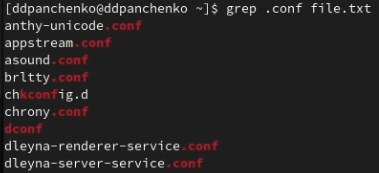 [ddpanchenko@ddpanchenko ~]$ grep .conf file.txt
anthy-unicode.conf
appstream.conf
asound.conf
brltty.conf
chkconfig.d
chrony.conf
dconf
dleyna-renderer-service.conf
dleyna-server-service.conf